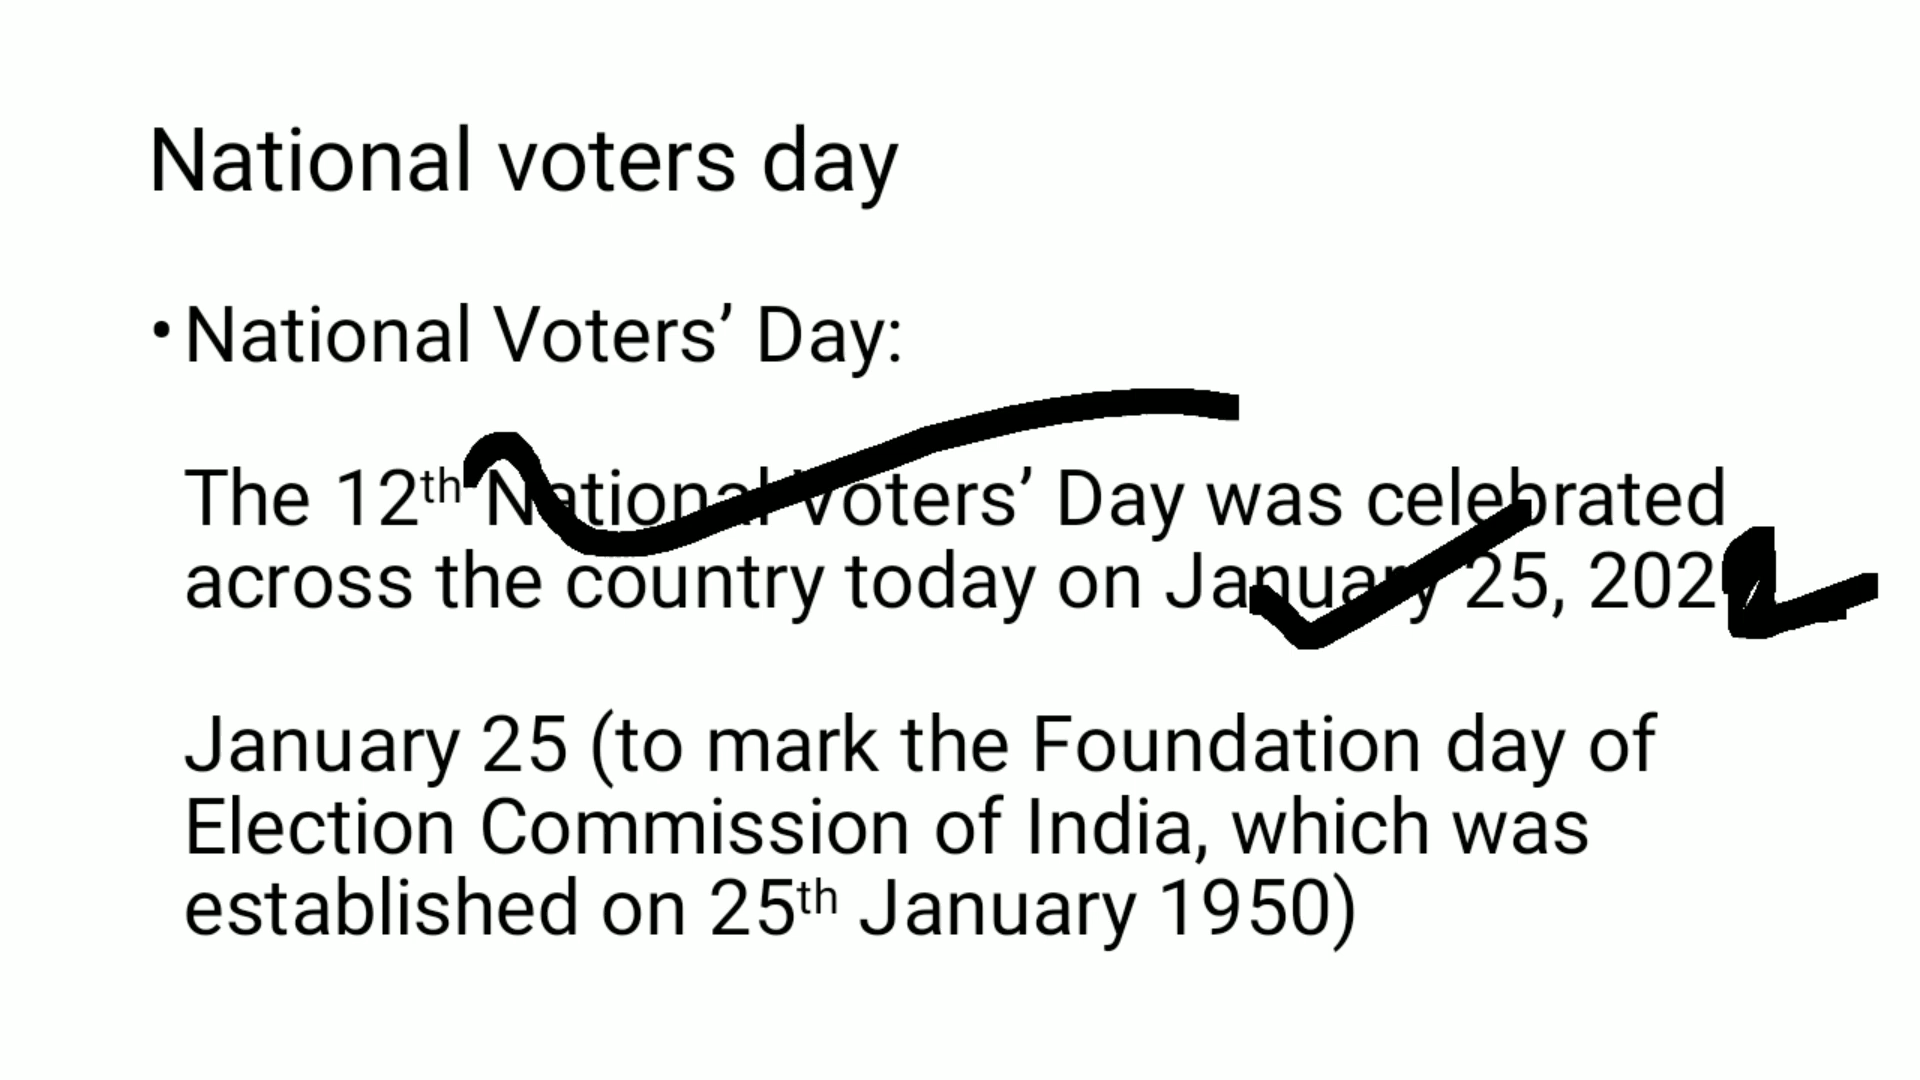 National voters day
• National Voters’ Day:
The 12th National Voters’ Day was celebrated
across the country today on January 25,
January 25 (to mark the Foundation day of
Election Commission of India, which was
established on 25th January 1950)